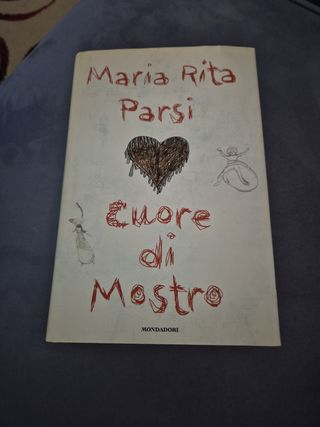 Maria Rita
Parsi
Cuore
di
Mostro
MONDADORI